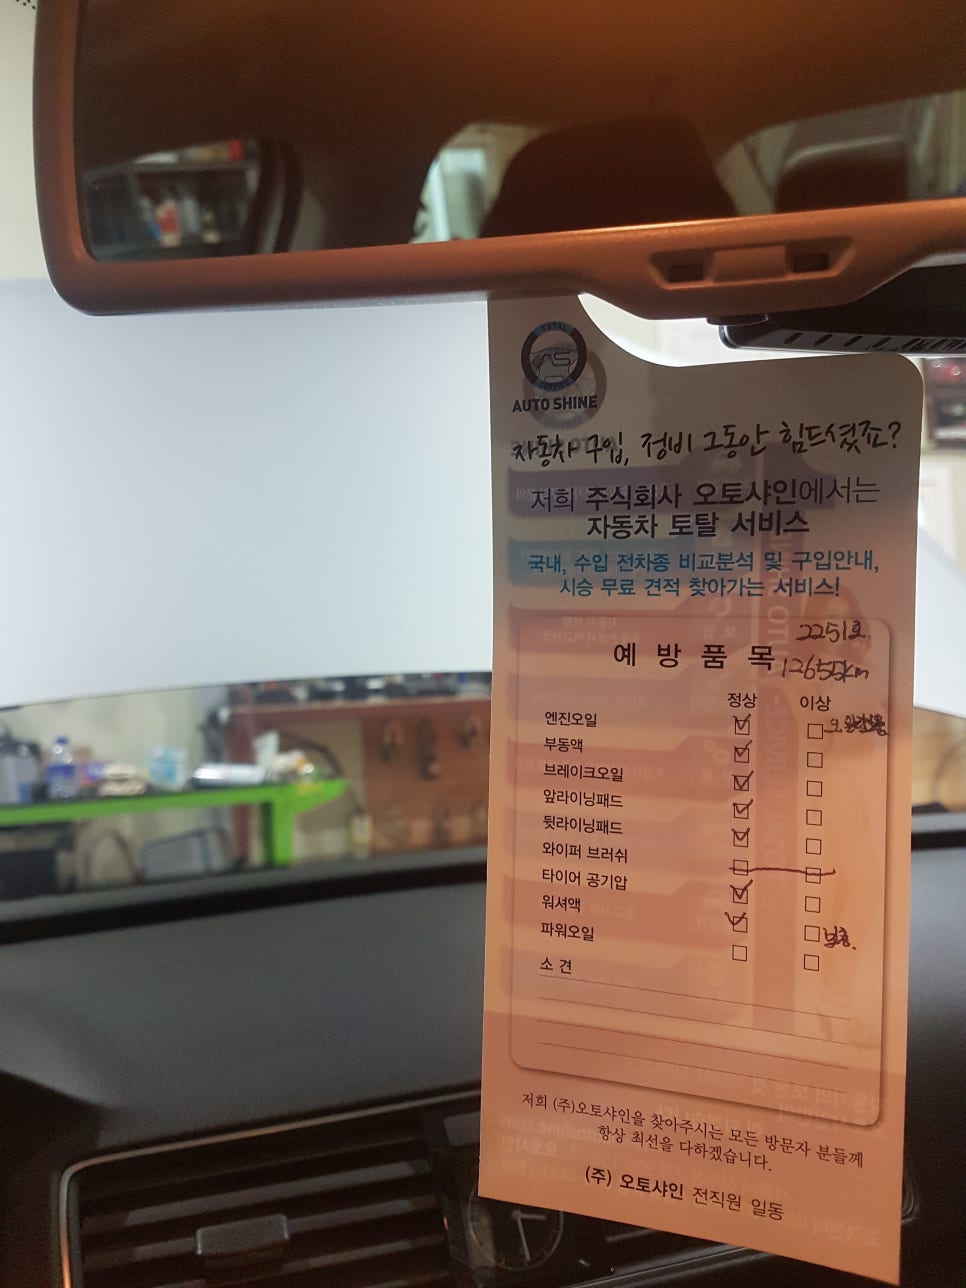 TOTAL
AS
SERVICE
AUTO SHINE
자동차 구입, 정비 그동안 힘드셨죠?
저희 주식회사 오토샤인에서는
자동차 토탈 서비스
국내, 수입 전차종 비교분석 및 구입안내,
시승 무료 견적 찾아가는 서비스!
2251호.
예 방 품 목 12655km
정상 이상
엔진오일
부동액
브레이크오일
앞라이닝패드
뒷라이닝패드
와이퍼 브러쉬
타이어 공기압
워셔액
파워오일 보충.
소 견
저희 (주)오토샤인을 찾아주시는 모든 방문자 분들께
항상 최선을 다하겠습니다.
(주) 오토샤인 전직원 일동